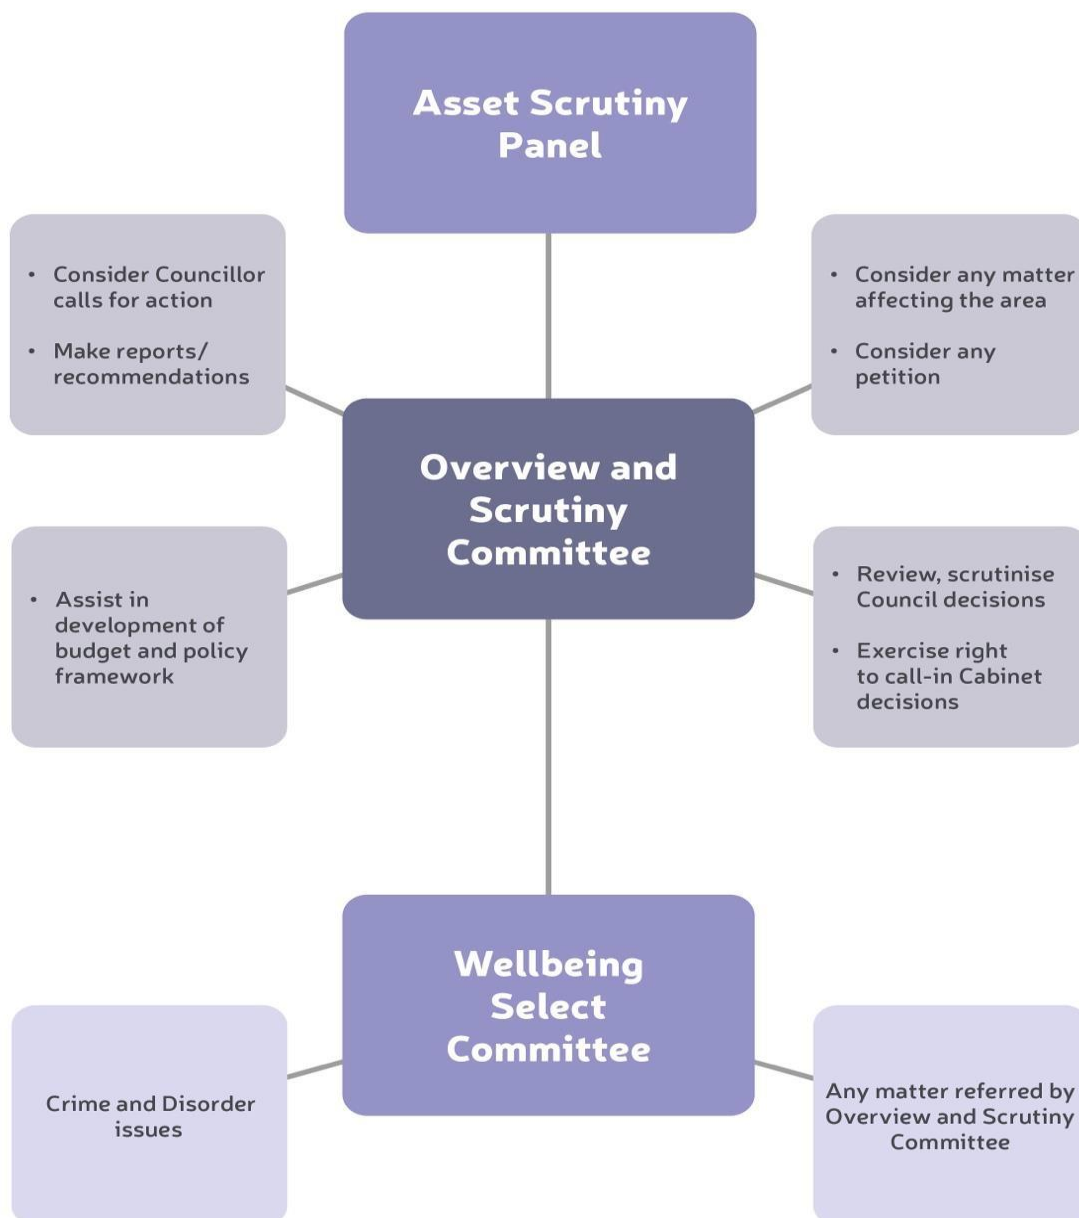 Asset Scrutiny
Panel
• Consider Councillor
calls for action
• Make reports/
recommendations
• Consider any matter
affecting the area
• Consider any
petition
Overview and
Scrutiny
Committee
• Assist in
development of
budget and policy
framework
• Review, scrutinise
Council decisions
• Exercise right
to call-in Cabinet
decisions
Wellbeing
Select
Committee
Crime and Disorder
issues
Any matter referred by
Overview and Scrutiny
Committee